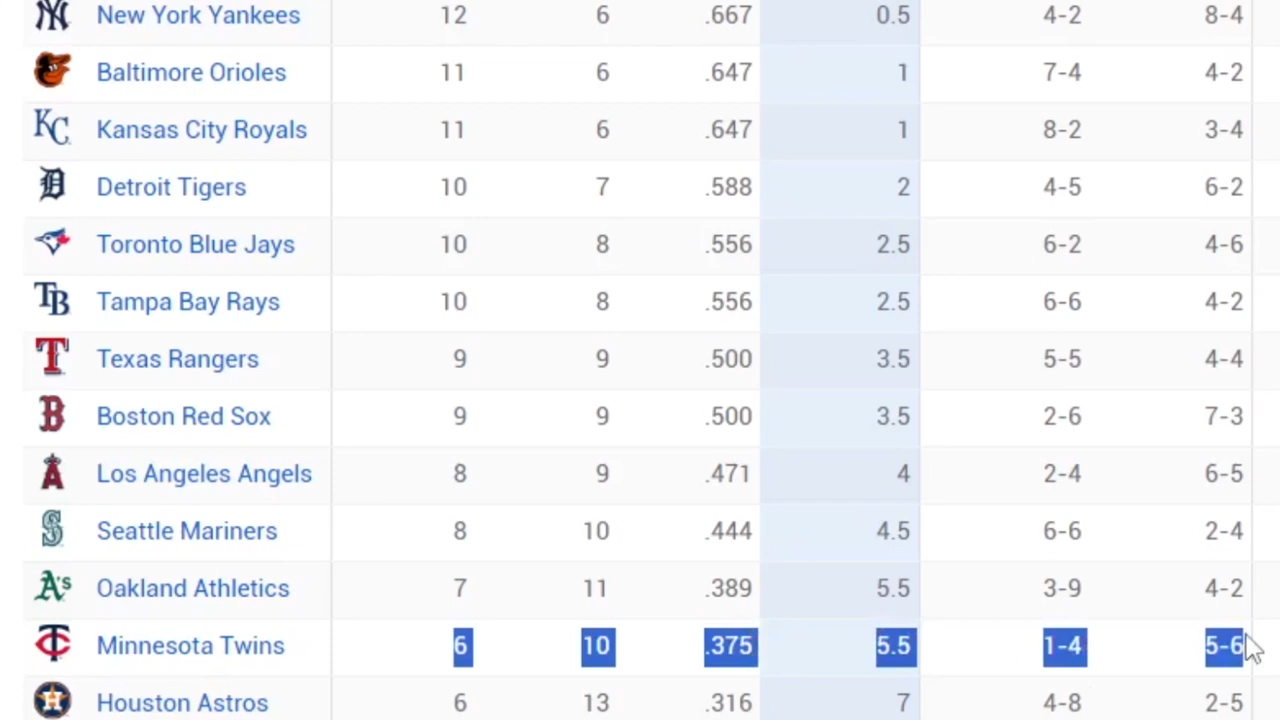 New York Yankees 12 6 .667 0.5 4-2 8-4
Baltimore Orioles 11 6 .647 1 7-4 4-2
Kansas City Royals 11 6 .647 1 8-2 3-4
Detroit Tigers 10 7 .588 2 4-5 6-2
Toronto Blue Jays 10 8 .556 2.5 6-2 4-6
Tampa Bay Rays 10 8 .556 2.5 6-6 4-2
Texas Rangers 9 9 .500 3.5 5-5 4-4
Boston Red Sox 9 9 .500 3.5 2-6 7-3
Los Angeles Angels 8 9 .471 4 2-4 6-5
Seattle Mariners 8 10 .444 4.5 6-6 2-4
Oakland Athletics 7 11 .389 5.5 3-9 4-2
Minnesota Twins 6 10 .375 5.5 1-4 5-6
Houston Astros 6 13 .316 7 4-8 2-5